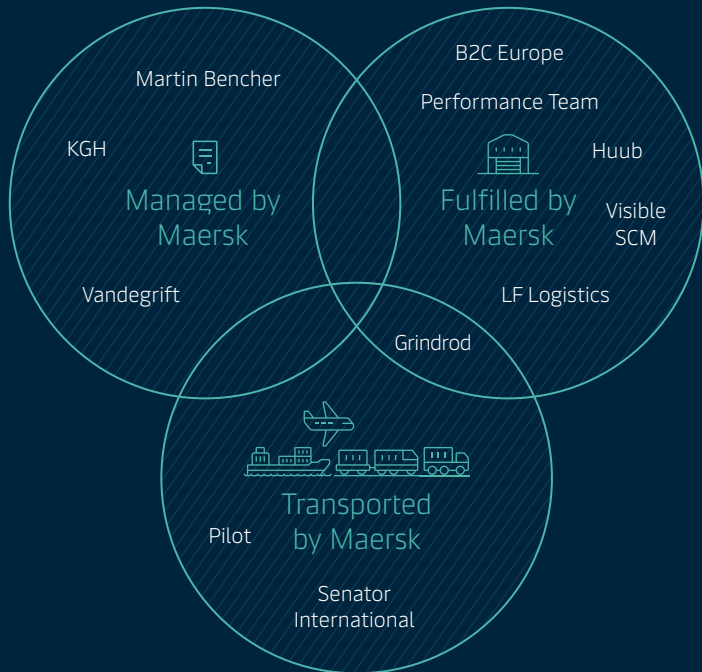 Martin Bencher
KGH
Managed by
Maersk
Vandegrift
B2C Europe
Performance Team
Huub
Fulfilled by
Maersk
Visible
SCM
LF Logistics
Grindrod
Transported
by Maersk
Pilot
Senator
International